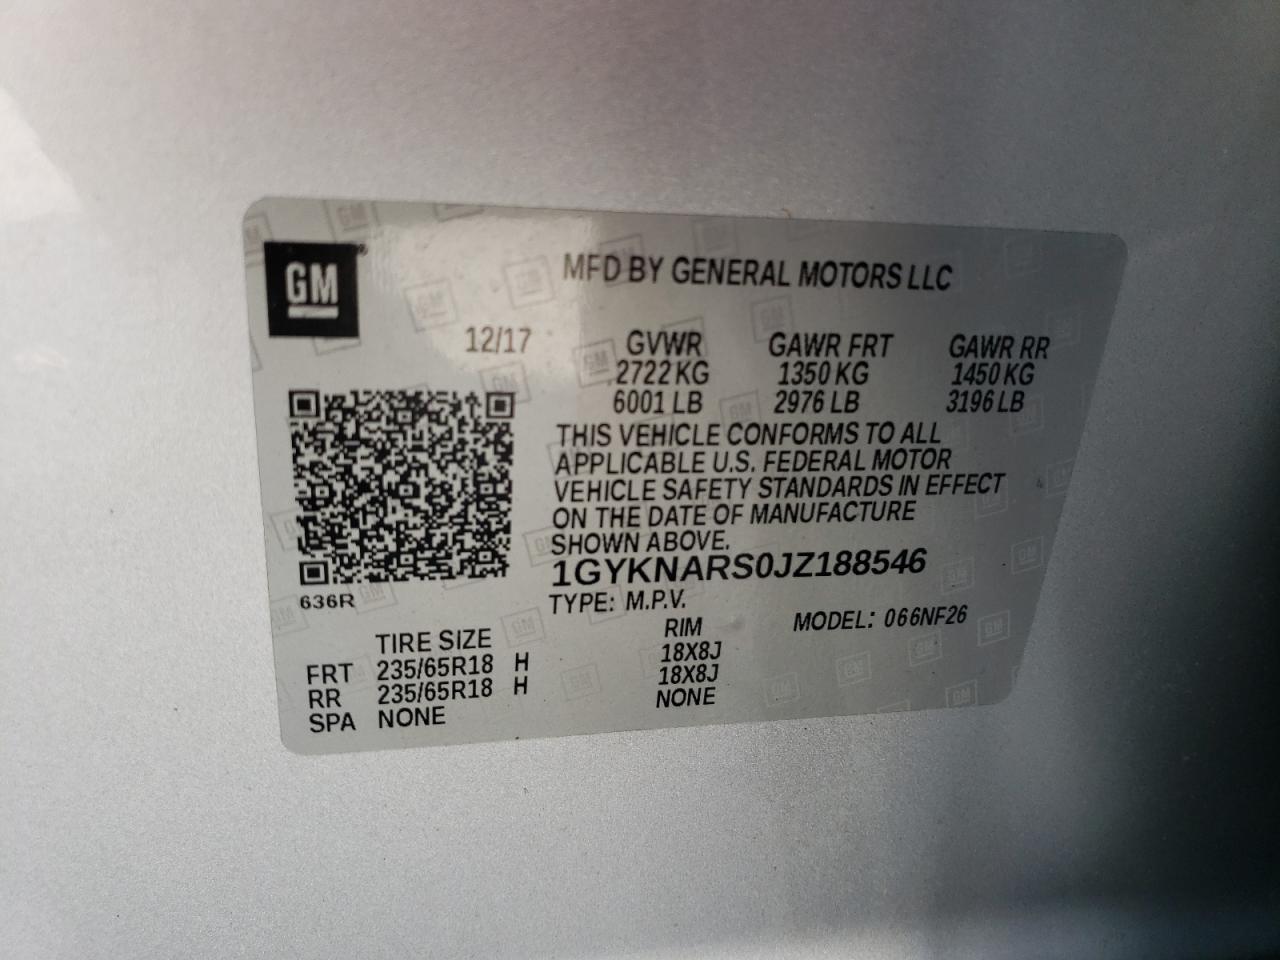 GM
MFD BY GENERAL MOTORS LLC
12/17 GVWR GAWR FRT GAWR RR
2722 KG 1350 KG 1450 KG
6001 LB 2976 LB 3196 LB
THIS VEHICLE CONFORMS TO ALL
APPLICABLE U.S. FEDERAL MOTOR
VEHICLE SAFETY STANDARDS IN EFFECT
ON THE DATE OF MANUFACTURE
SHOWN ABOVE.
1GYKNARS0JZ188546
636R
TYPE: M.P.V.
MODEL: 066NF26
TIRE SIZE RIM
FRT 235/65R18 H 18X8J
RR 235/65R18 H 18X8J
SPA NONE NONE